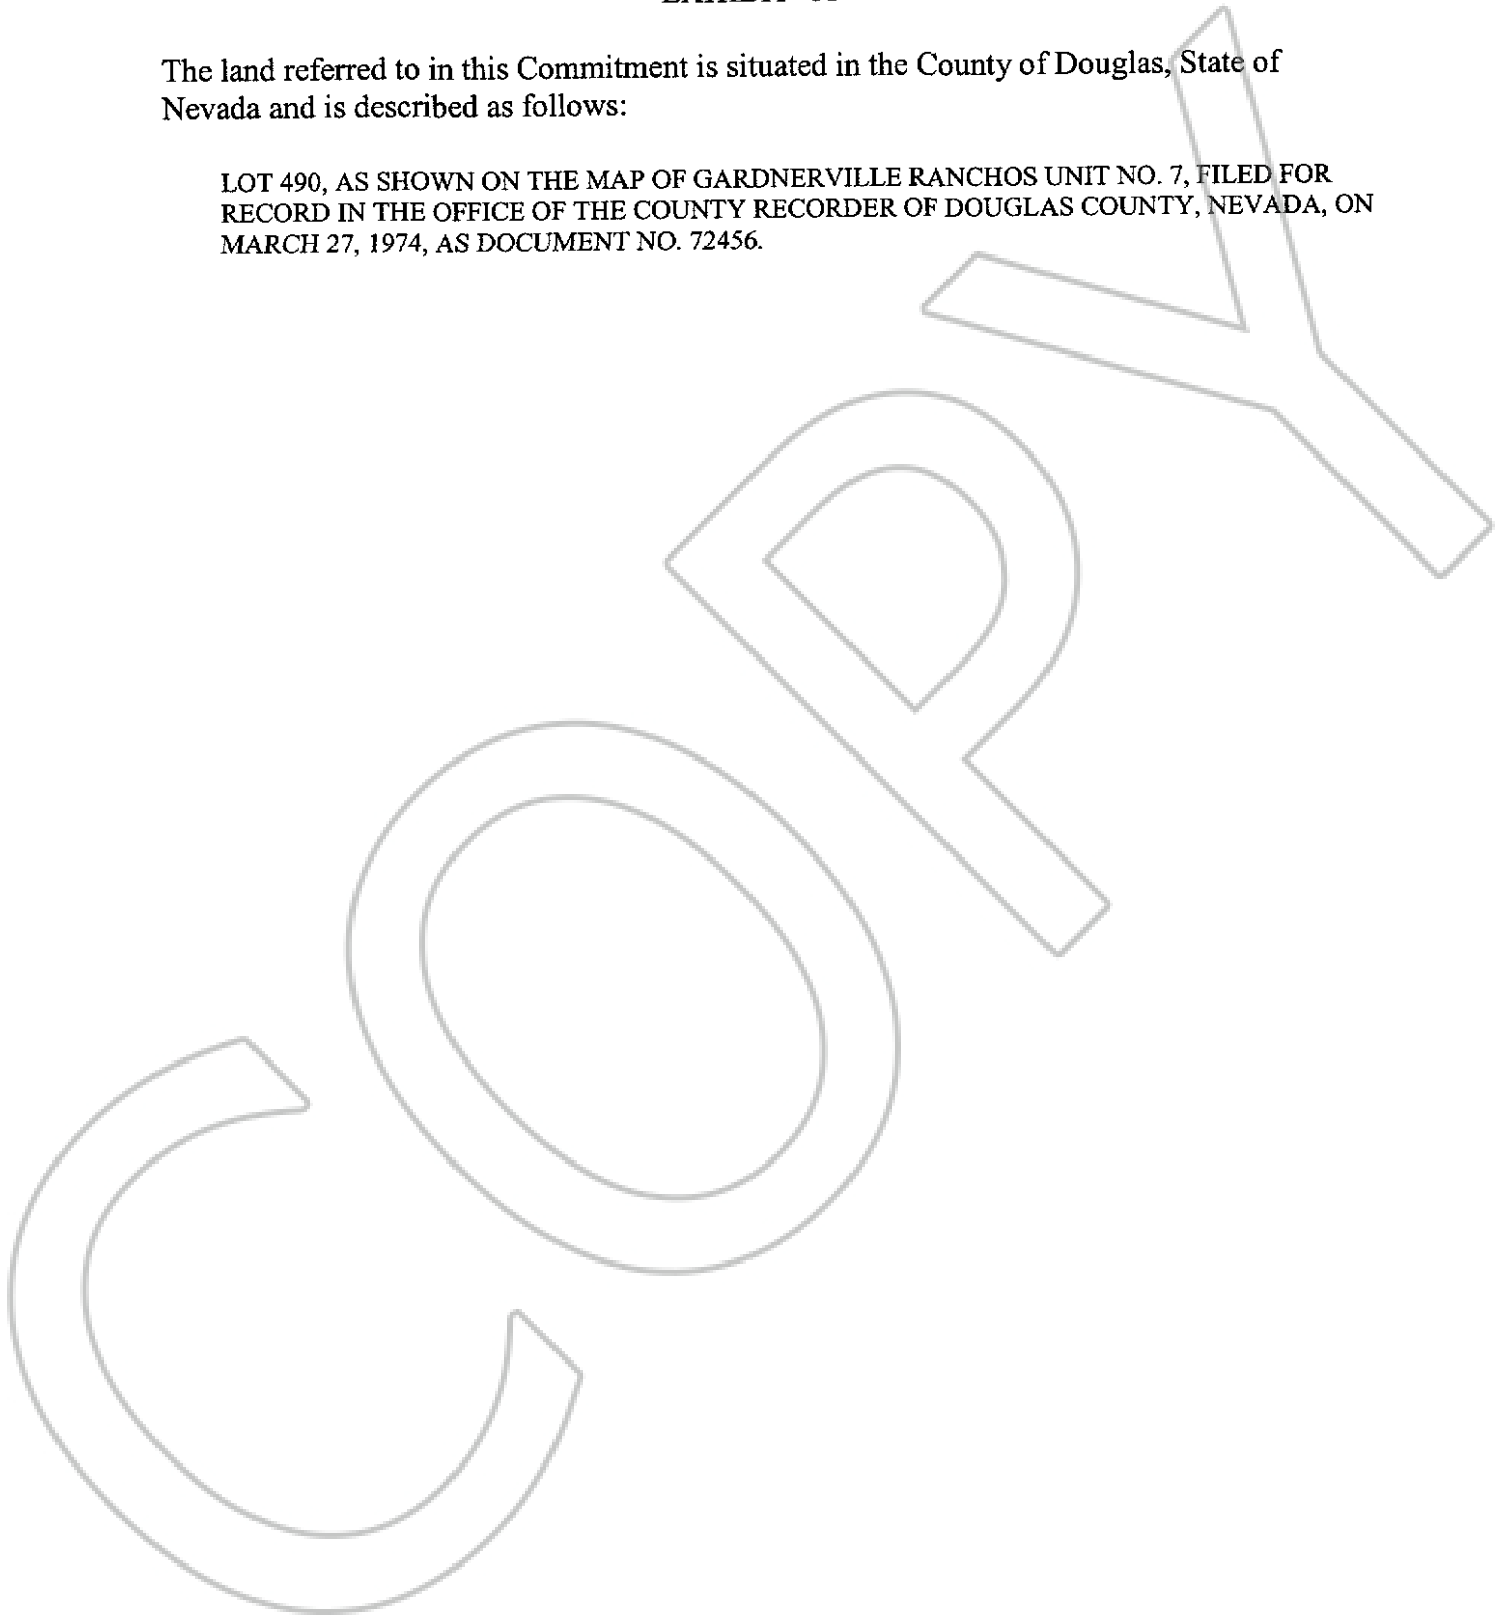 The land referred to in this Commitment is situated in the County of Douglas, State of
Nevada and is described as follows:
LOT 490, AS SHOWN ON THE MAP OF GARDNERVILLE RANCHOS UNIT NO. 7, FILED FOR
RECORD IN THE OFFICE OF THE COUNTY RECORDER OF DOUGLAS COUNTY, NEVADA, ON
MARCH 27, 1974, AS DOCUMENT NO. 72456.
COPY